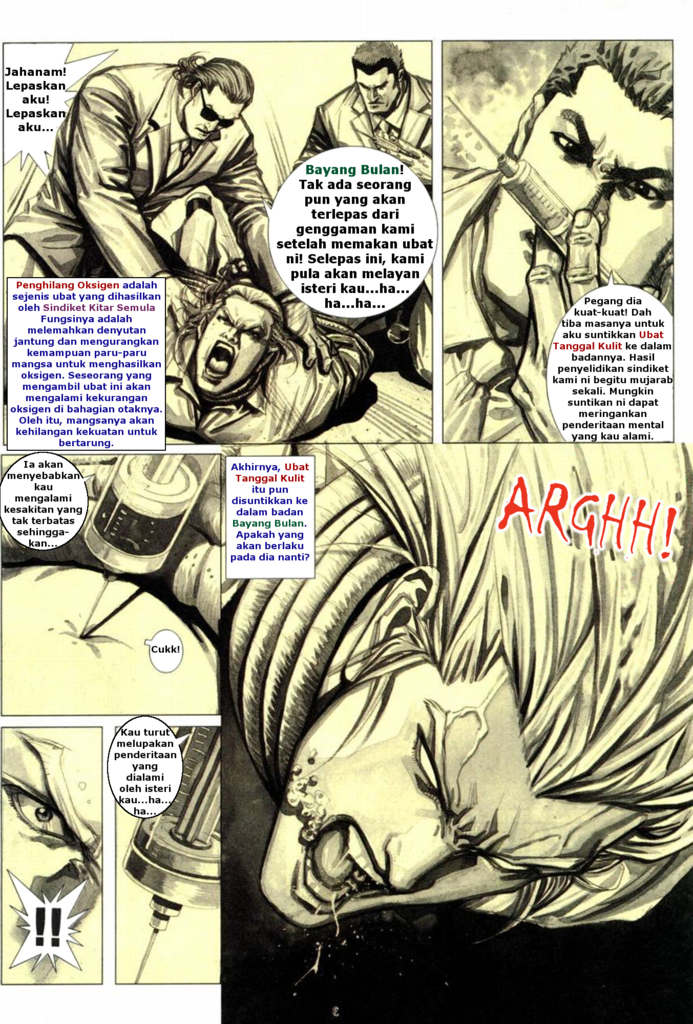 Jahanam!
Lepaskan
aku!
Lepaskan
aku...
Bayang Bulan!
Tak ada seorang
pun yang akan
terlepas dari
genggaman kami
setelah memakan ubat
ni! Selepas ini, kami
pula akan melayan
isteri kau...ha...
ha...ha...
Penghilang Oksigen adalah
sejenis ubat yang dihasilkan
oleh Sindiket Kitar Semula
Fungsinya adalah
melemahkan denyutan
jantung dan mengurangkan
kemampuan paru-paru
mangsa untuk menghasilkan
oksigen. Seseorang yang
mengambil ubat ini akan
mengalami kekurangan
oksigen di bahagian otaknya.
Oleh itu, mangsanya akan
kehilangan kekuatan untuk
bertarung.
Pegang dia
kuat-kuat! Dah
tiba masanya untuk
aku suntikkan Ubat
Tanggal Kulit ke dalam
badannya. Hasil
penyelidikan sindiket
kami ni begitu mujarab
sekali. Mungkin
suntikan ni dapat
meringankan
penderitaan mental
yang kau alami.
Ia akan
menyebabkan
kau
mengalami
kesakitan yang
tak terbatas
sehingga-
kan...
Cukk!
Akhirnya, Ubat
Tanggal Kulit
itu pun
disuntikkan ke
dalam badan
Bayang Bulan.
Apakah yang
akan berlaku
pada dia nanti?
ARGHH!
Kau turut
melupakan
penderitaan
yang
dialami
oleh isteri
kau...ha...ha...
ha...
!!